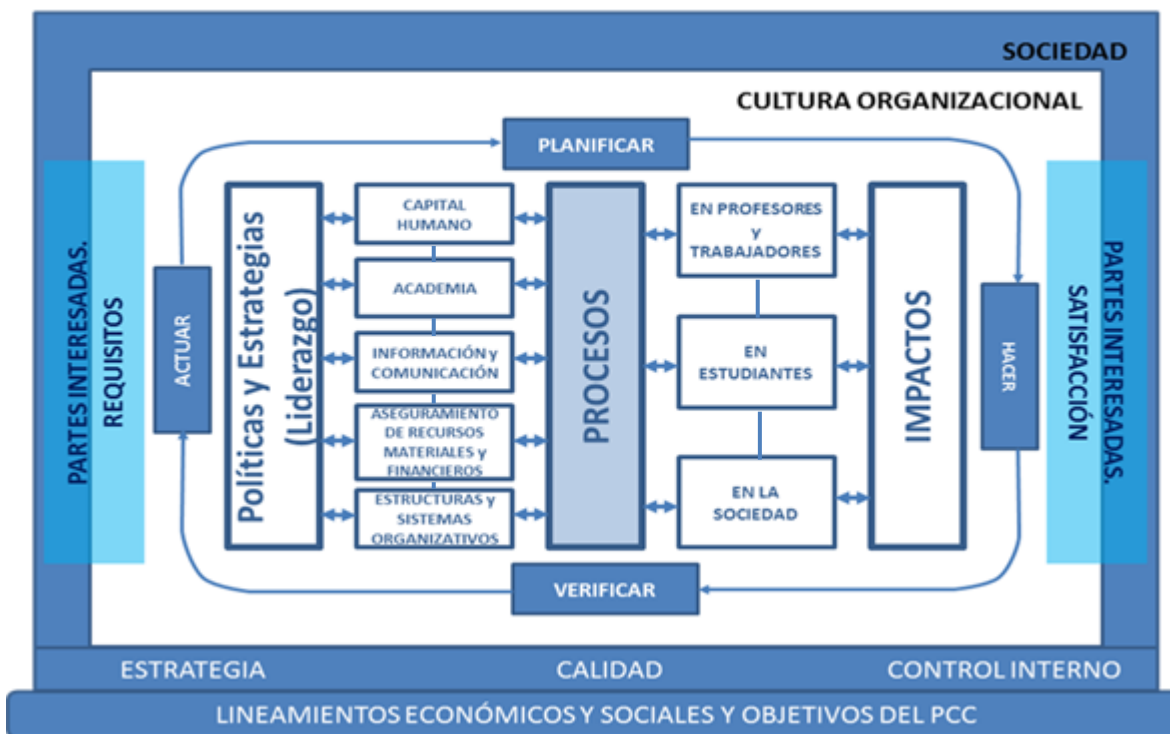 SOCIEDAD
CULTURA ORGANIZACIONAL
PLANIFICAR
PARTES INTERESADAS.
REQUISITOS
ACTUAR
Políticas y Estrategias
(Liderazgo)
CAPITAL
HUMANO
ACADEMIA
INFORMACIÓN y
COMUNICACIÓN
ASEGURAMIENTO
DE RECURSOS
MATERIALES y
FINANCIEROS
ESTRUCTURAS y
SISTEMAS
ORGANIZATIVOS
PROCESOS
EN PROFESORES
y
TRABAJADORES
EN
ESTUDIANTES
EN LA
SOCIEDAD
IMPACTOS
HACER
PARTES INTERESADAS.
SATISFACCIÓN
VERIFICAR
ESTRATEGIA
CALIDAD
CONTROL INTERNO
LINEAMIENTOS ECONÓMICOS Y SOCIALES Y OBJETIVOS DEL PCC